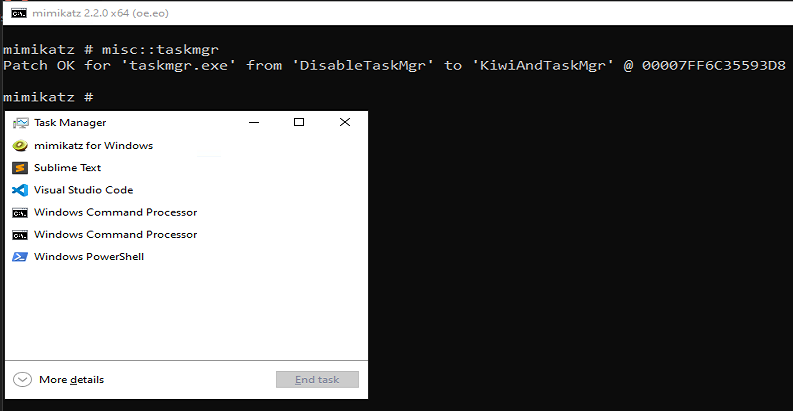 mimikatz 2.2.0 x64 (oe.eo)
mimikatz # misc::taskmgr
Patch OK for 'taskmgr.exe' from 'DisableTaskMgr' to 'KiwiAndTaskMgr' @ 00007FF6C35593D8
mimikatz #
Task Manager
mimikatz for Windows
Sublime Text
Visual Studio Code
Windows Command Processor
Windows Command Processor
Windows PowerShell
More details
End task